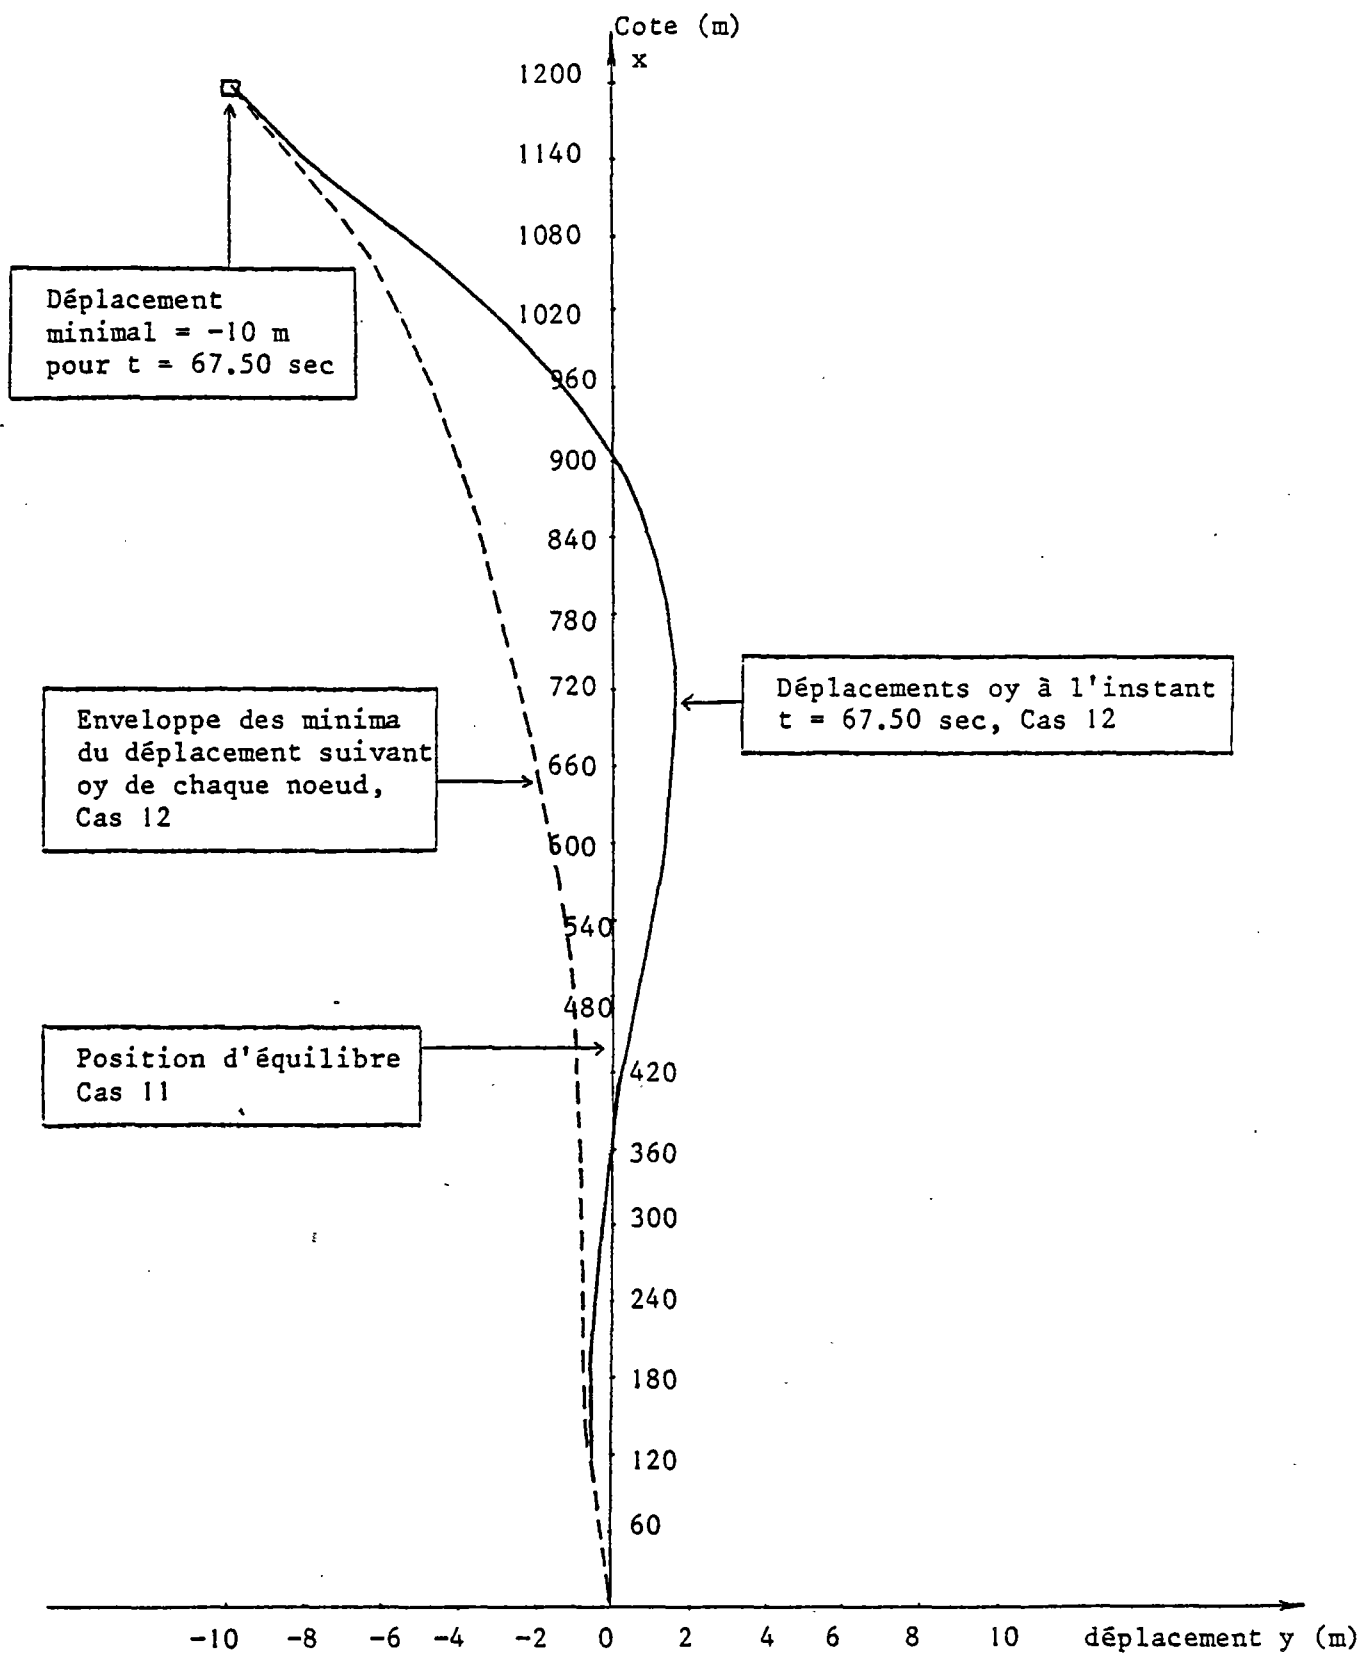 Cote (m)
x
1200
1140
1080
1020
960
900
840
780
720
660
600
540
480
420
360
300
240
180
120
60
Déplacement
minimal = -10 m
pour t = 67.50 sec
Enveloppe des minima
du déplacement suivant
oy de chaque noeud,
Cas 12
Déplacements oy à l'instant
t = 67.50 sec, Cas 12
Position d'équilibre
Cas 11
-10 -8 -6 -4 -2 0 2 4 6 8 10 déplacement y (m)